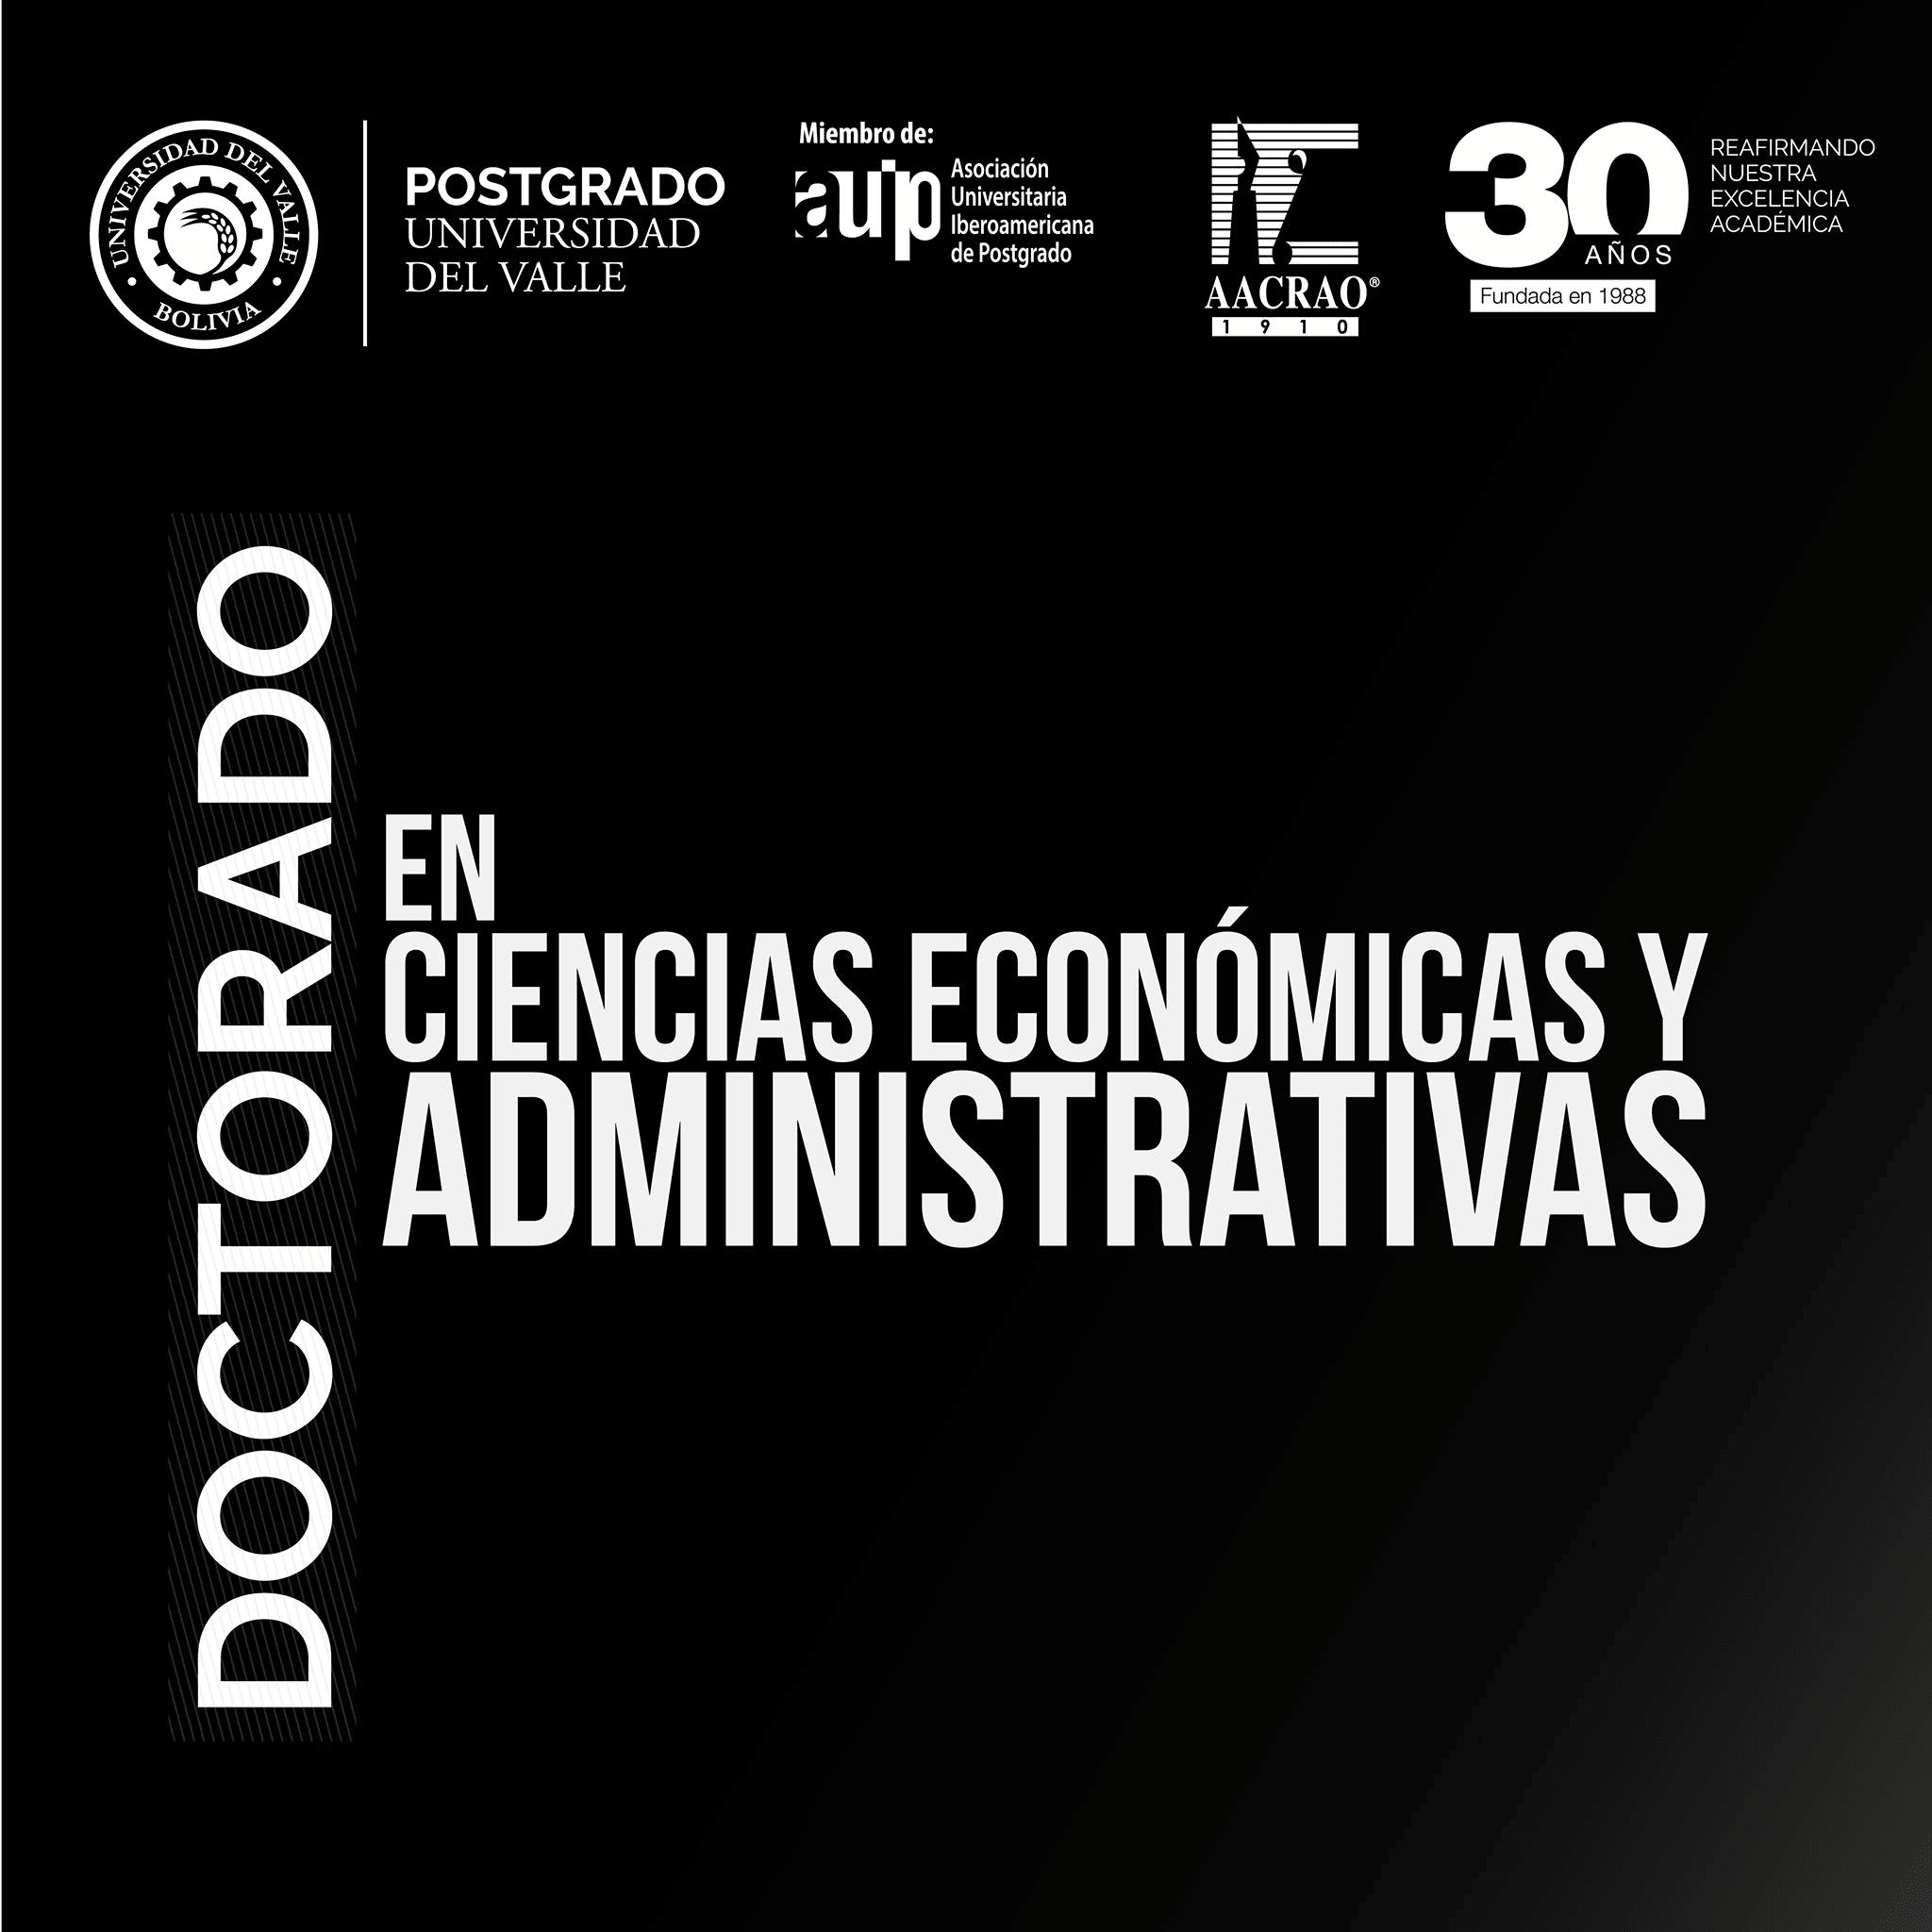 UNIVERSIDAD DEL VALLE
BOLIVIA
POSTGRADO
UNIVERSIDAD
DEL VALLE
Miembro de:
auip
Asociación
Universitaria
Iberoamericana
de Postgrado
AACRAO®
1910
30
AÑOS
Fundada en 1988
REAFIRMANDO
NUESTRA
EXCELENCIA
ACADÉMICA
DOCTORADO
EN
CIENCIAS ECONÓMICAS Y
ADMINISTRATIVAS